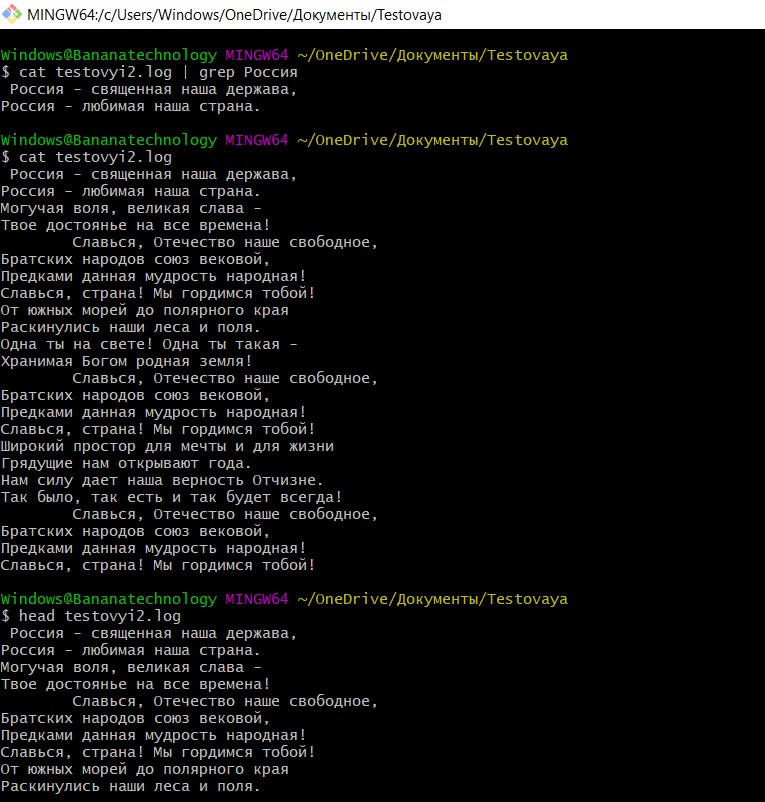 MINGW64:/c/Users/Windows/OneDrive/Документы/Testovaya
Windows@Bananatechnology MINGW64 ~/OneDrive/Документы/Testovaya
$ cat testovyi2.log | grep Россия
 Россия - священная наша держава,
Россия - любимая наша страна.
Windows@Bananatechnology MINGW64 ~/OneDrive/Документы/Testovaya
$ cat testovyi2.log
 Россия - священная наша держава,
Россия - любимая наша страна.
Могучая воля, великая слава -
Твое достоянье на все времена!
        Славься, Отечество наше свободное,
Братских народов союз вековой,
Предками данная мудрость народная!
Славься, страна! Мы гордимся тобой!
От южных морей до полярного края
Раскинулись наши леса и поля.
Одна ты на свете! Одна ты такая -
Хранимая Богом родная земля!
        Славься, Отечество наше свободное,
Братских народов союз вековой,
Предками данная мудрость народная!
Славься, страна! Мы гордимся тобой!
Широкий простор для мечты и для жизни
Грядущие нам открывают года.
Нам силу дает наша верность Отчизне.
Так было, так есть и так будет всегда!
        Славься, Отечество наше свободное,
Братских народов союз вековой,
Предками данная мудрость народная!
Славься, страна! Мы гордимся тобой!
Windows@Bananatechnology MINGW64 ~/OneDrive/Документы/Testovaya
$ head testovyi2.log
 Россия - священная наша держава,
Россия - любимая наша страна.
Могучая воля, великая слава -
Твое достоянье на все времена!
        Славься, Отечество наше свободное,
Братских народов союз вековой,
Предками данная мудрость народная!
Славься, страна! Мы гордимся тобой!
От южных морей до полярного края
Раскинулись наши леса и поля.